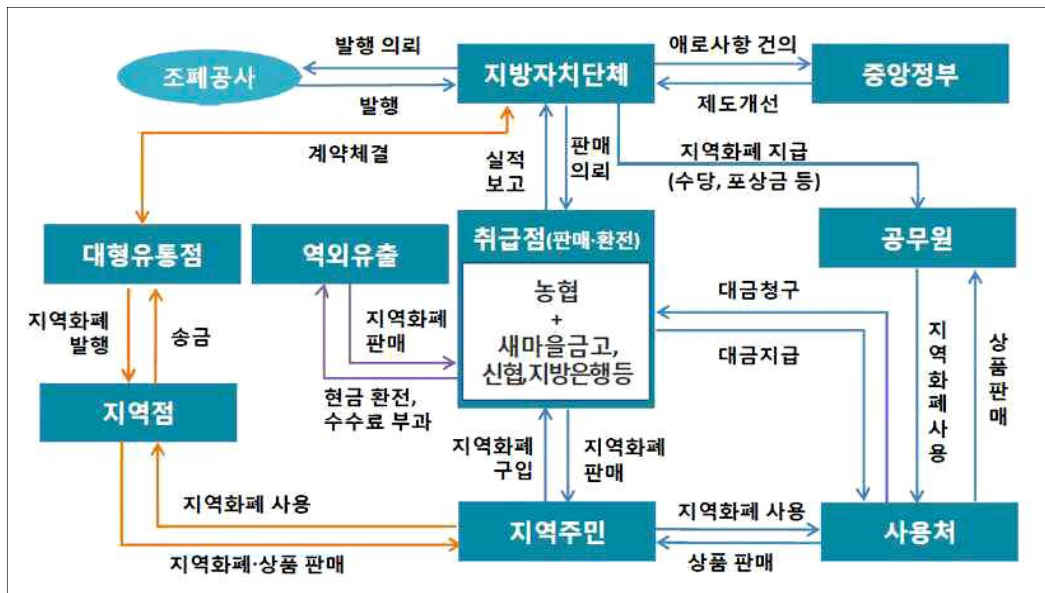 발행 의뢰
애로사항 건의
조폐공사
지방자치단체
중앙정부
발행
제도개선
계약체결
실적
보고
판매
의뢰
지역화폐 지급
(수당, 포상금 등)
대형유통점
역외유출
취급점(판매·환전)
공무원
농협
+
새마을금고,
신협,지방은행등
대금청구
대금지급
지역화폐
발행
송금
지역화폐
판매
지역화폐 사용
상품판매
지역점
현금 환전,
수수료 부과
지역화폐
구입
지역화폐
판매
지역화폐 사용
지역주민
지역화폐 사용
사용처
지역화폐·상품 판매
상품 판매